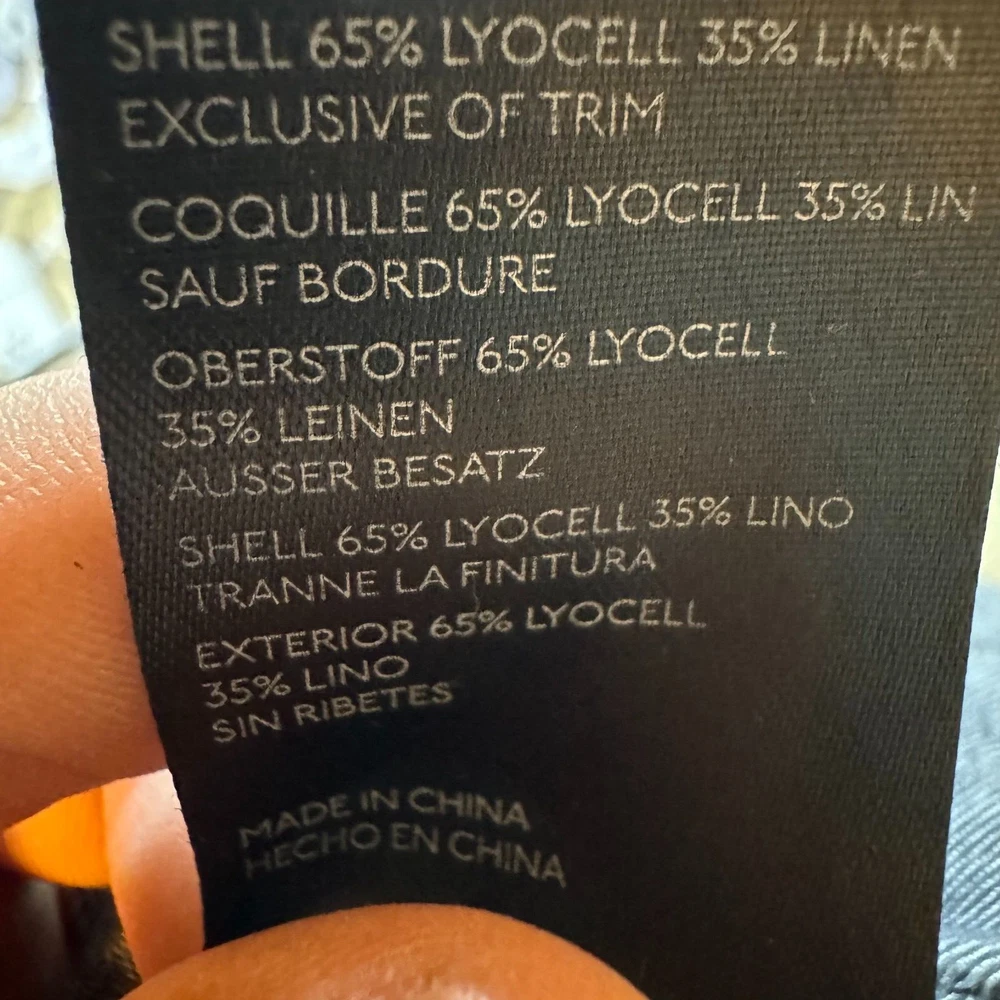 SHELL 65% LYOCELL 35% LINEN
EXCLUSIVE OF TRIM
COQUILLE 65% LYOCELL 35% LIN
SAUF BORDURE
OBERSTOFF 65% LYOCELL
35% LEINEN
AUSSER BESATZ
SHELL 65% LYOCELL 35% LINO
TRANNE LA FINITURA
EXTERIOR 65% LYOCELL
35% LINO
SIN RIBETES
MADE IN CHINA
HECHO EN CHINA